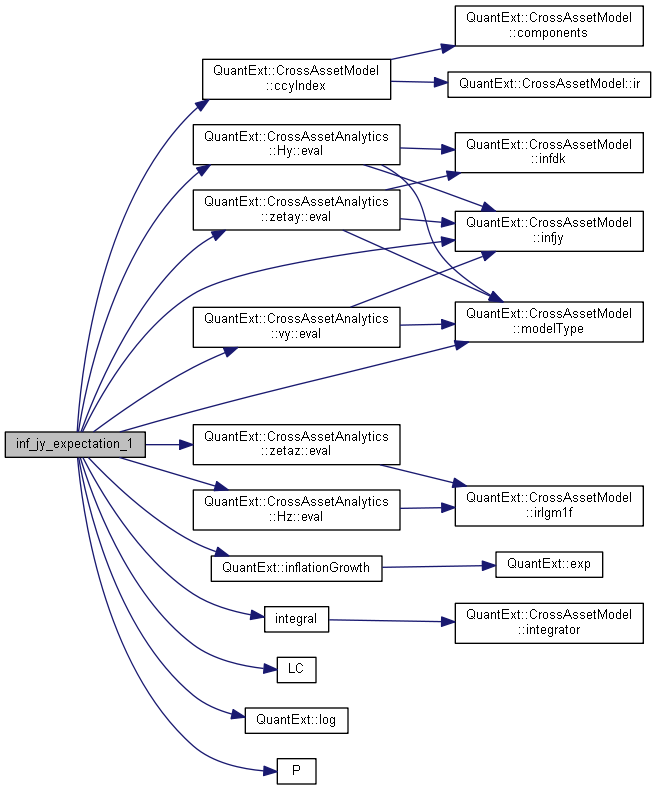 QuantExt::CrossAssetModel
::components
QuantExt::CrossAssetModel
::ccyIndex
QuantExt::CrossAssetModel::ir
QuantExt::CrossAssetAnalytics
::Hy::eval
QuantExt::CrossAssetModel
::infdk
QuantExt::CrossAssetAnalytics
::zetay::eval
QuantExt::CrossAssetModel
::infjy
QuantExt::CrossAssetAnalytics
::vy::eval
QuantExt::CrossAssetModel
::modelType
inf_jy_expectation_1
QuantExt::CrossAssetAnalytics
::zetaz::eval
QuantExt::CrossAssetAnalytics
::Hz::eval
QuantExt::CrossAssetModel
::irlgm1f
QuantExt::inflationGrowth
QuantExt::exp
integral
QuantExt::CrossAssetModel
::integrator
LC
QuantExt::log
P